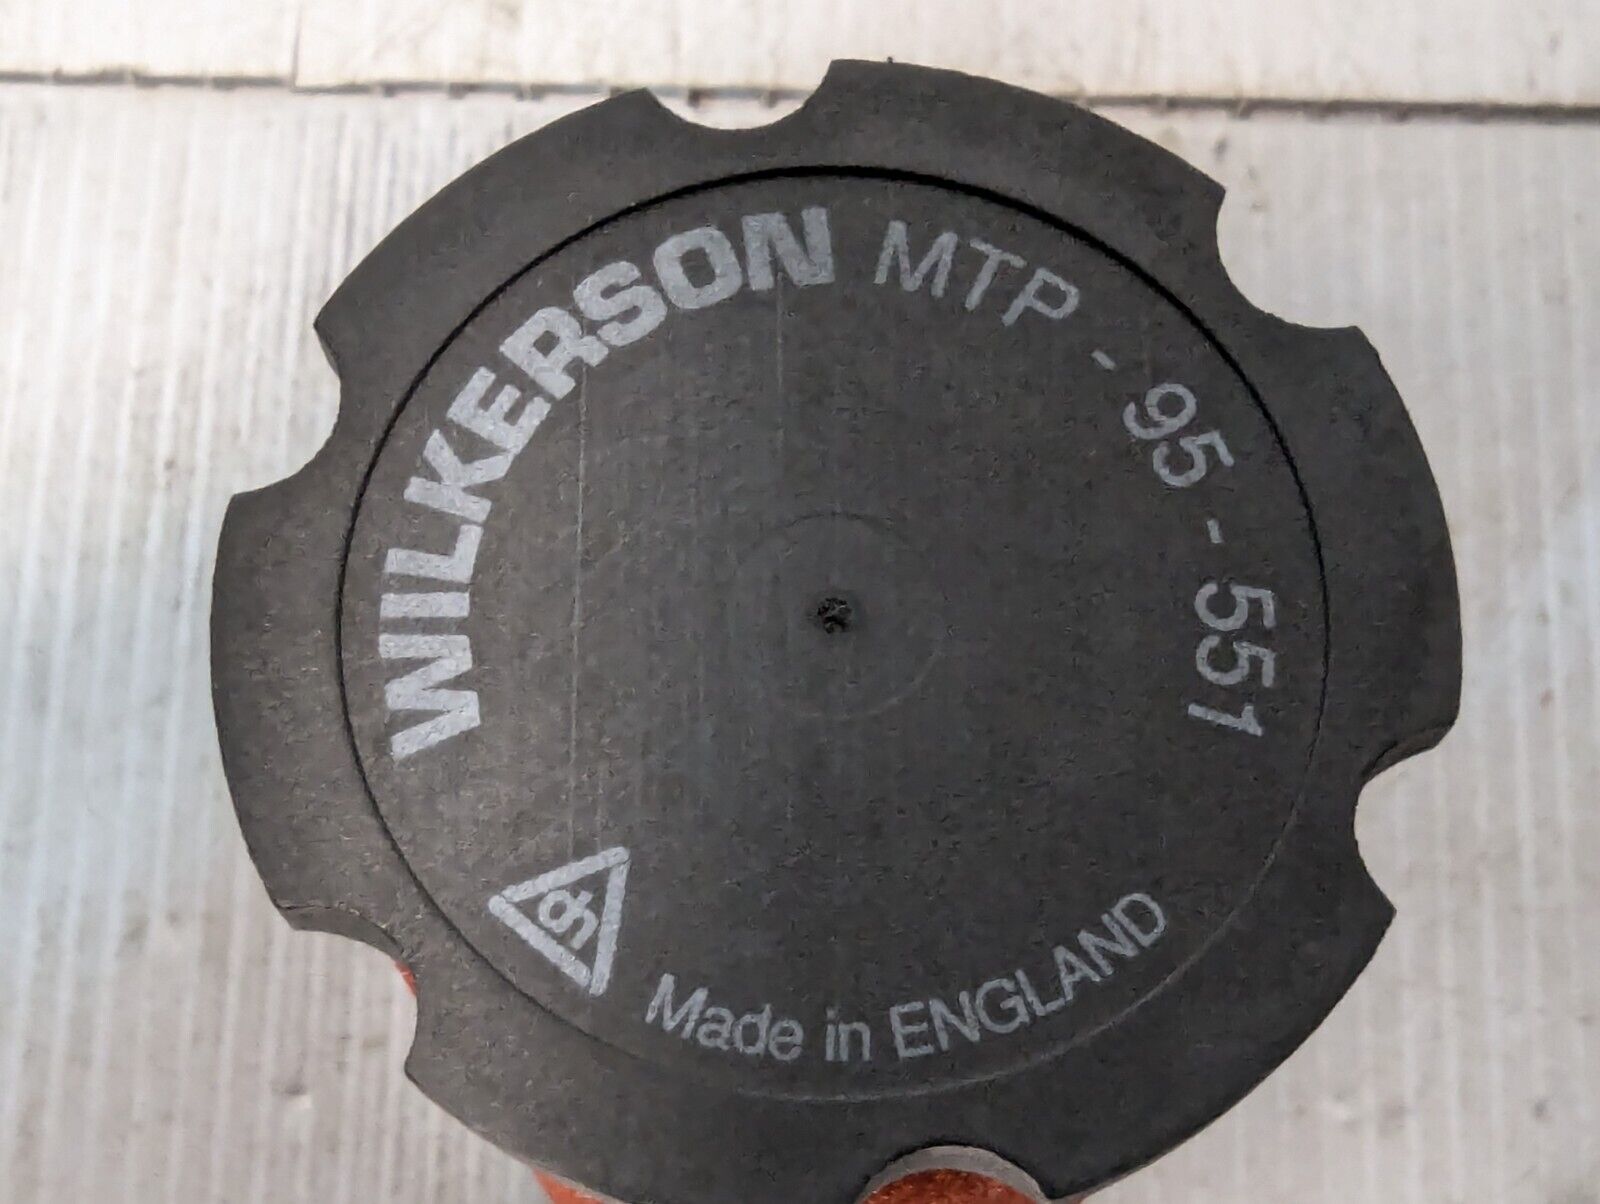 WILKERSON MTP - 95 - 551
Made in ENGLAND